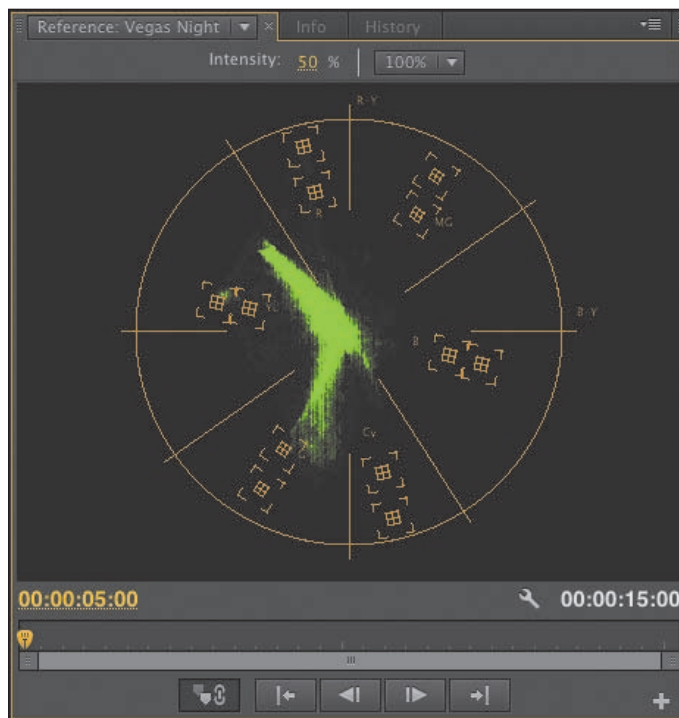 Reference: Vegas Night × Info History
Intensity: 50 % 100%
R-Y
R
MG
YL
B-Y
B
G
Cy
00:00:05:00 00:00:15:00